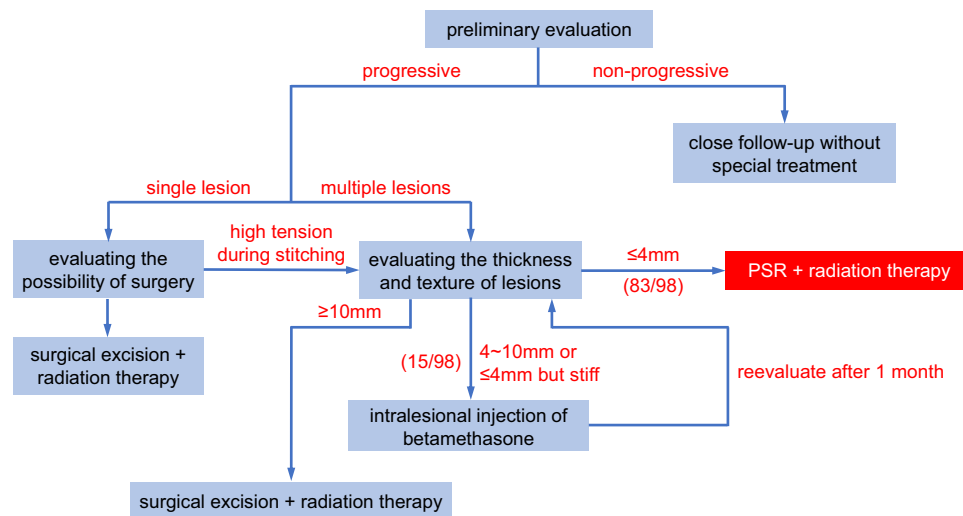 preliminary evaluation
progressive
non-progressive
close follow-up without
special treatment
single lesion
multiple lesions
high tension
during stitching
evaluating the
possibility of surgery
evaluating the thickness
and texture of lesions
≤4mm
(83/98)
PSR + radiation therapy
≥10mm
surgical excision +
radiation therapy
(15/98)
4~10mm or
≤4mm but stiff
reevaluate after 1 month
intralesional injection of
betamethasone
surgical excision + radiation therapy